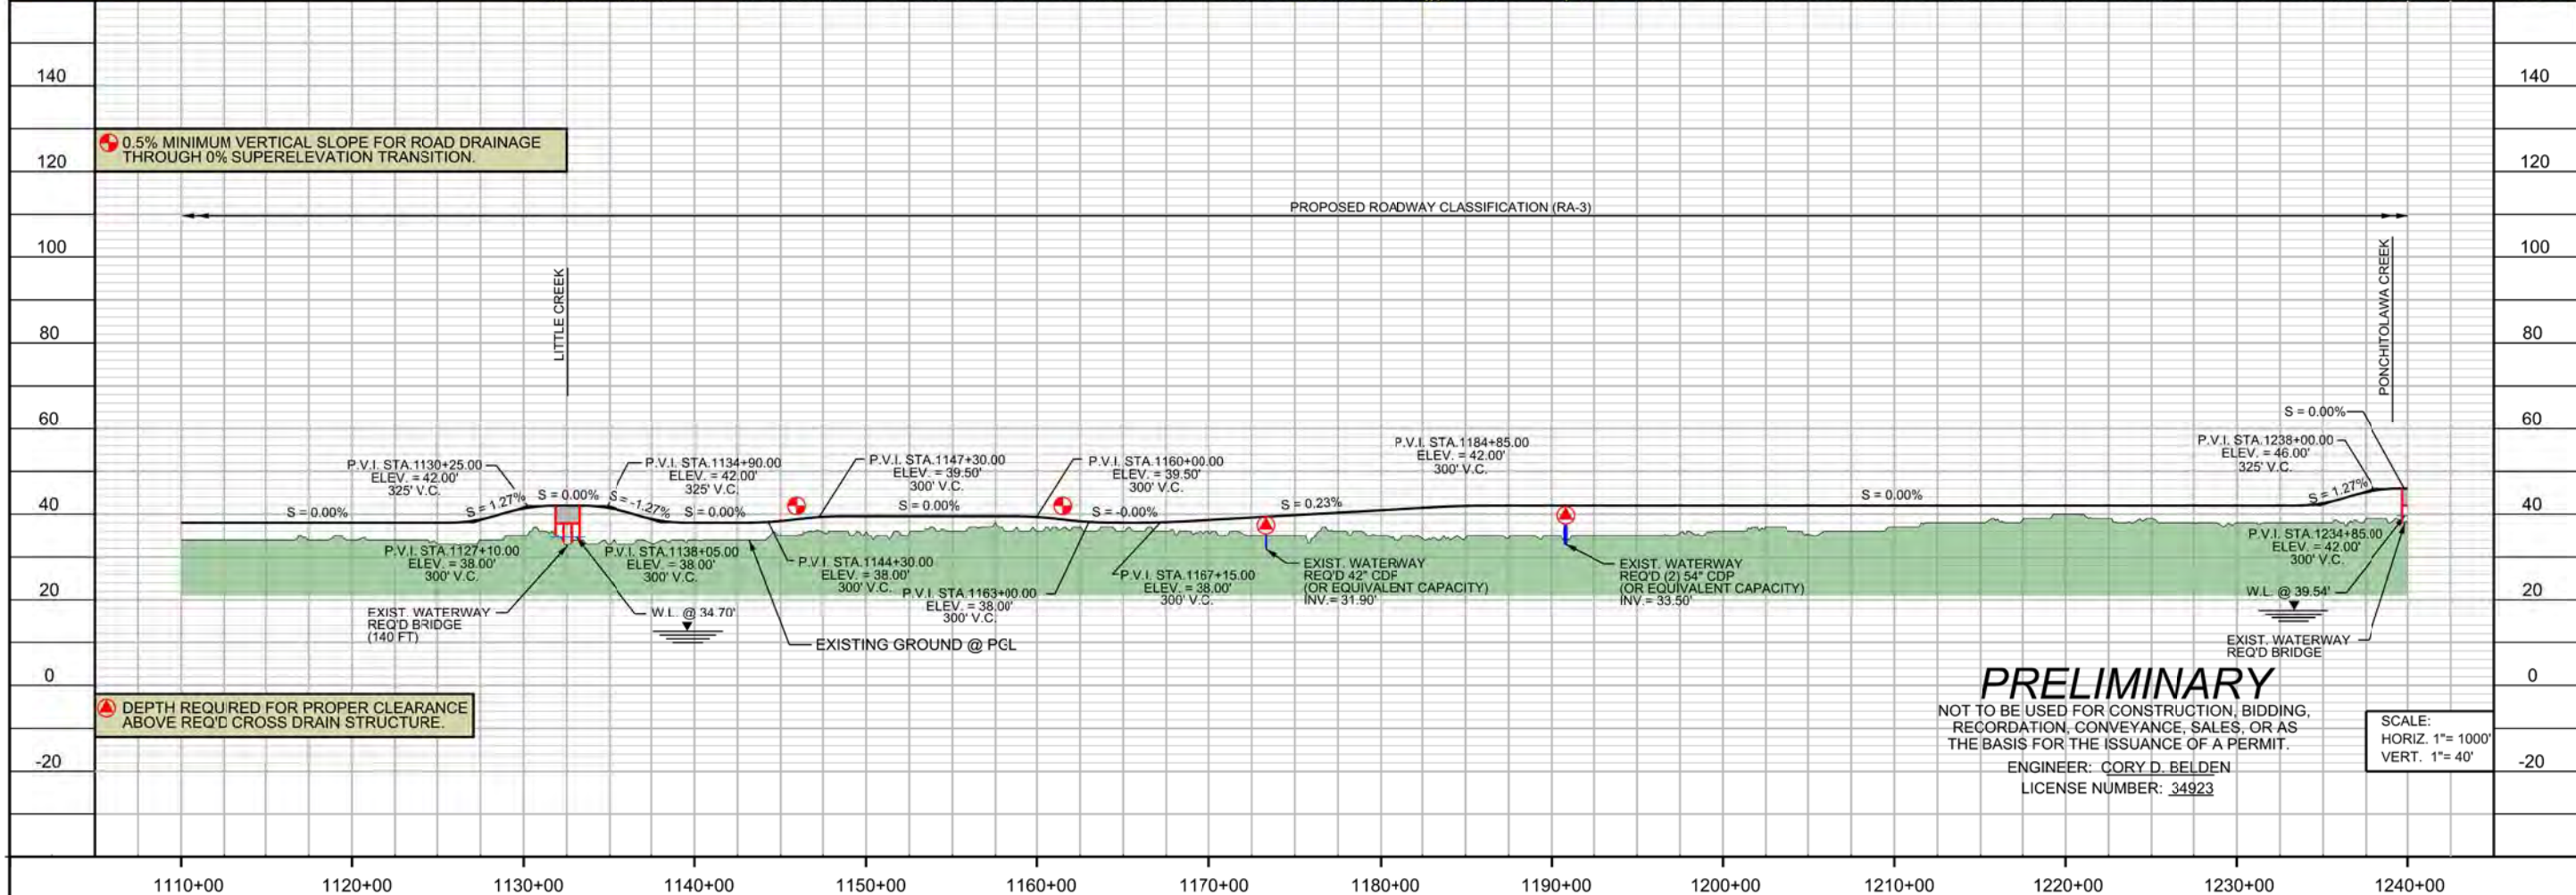 140
140
0.5% MINIMUM VERTICAL SLOPE FOR ROAD DRAINAGE
THROUGH 0% SUPERELEVATION TRANSITION.
120
120
PROPOSED ROADWAY CLASSIFICATION (RA-3)
100
100
LITTLE CREEK
PONCHITOLAWA CREEK
80
80
60
60
P.V.I. STA.1130+25.00
ELEV. = 42.00'
325' V.C.
P.V.I. STA.1134+90.00
ELEV. = 42.00'
325' V.C.
P.V.I. STA.1147+30.00
ELEV. = 39.50'
300' V.C.
P.V.I. STA.1160+00.00
ELEV. = 39.50'
300' V.C.
P.V.I. STA.1184+85.00
ELEV. = 42.00'
300' V.C.
S = 0.00%
P.V.I. STA.1238+00.00
ELEV. = 46.00'
325' V.C.
40
S = 0.00%
S = 1.27%
S = 0.00%
S = -1.27%
S = 0.00%
S = 0.00%
S = -0.00%
S = 0.23%
S = 0.00%
S = 1.27%
40
P.V.I. STA.1127+10.00
ELEV. = 38.00'
300' V.C.
P.V.I. STA.1138+05.00
ELEV. = 38.00'
300' V.C.
P.V.I. STA.1144+30.00
ELEV. = 38.00'
300' V.C.
P.V.I. STA.1163+00.00
ELEV. = 38.00'
300' V.C.
P.V.I. STA.1167+15.00
ELEV. = 38.00'
300' V.C.
EXIST. WATERWAY
REQ'D 42" CDP
(OR EQUIVALENT CAPACITY)
INV.= 31.90'
EXIST. WATERWAY
REQ'D (2) 54" CDP
(OR EQUIVALENT CAPACITY)
INV.= 33.50'
P.V.I. STA.1234+85.00
ELEV. = 42.00'
300' V.C.
20
20
EXIST. WATERWAY
REQ'D BRIDGE
(140 FT)
W.L. @ 34.70'
EXISTING GROUND @ PGL
W.L. @ 39.54'
EXIST. WATERWAY
REQ'D BRIDGE
0
0
DEPTH REQUIRED FOR PROPER CLEARANCE
ABOVE REQ'D CROSS DRAIN STRUCTURE.
PRELIMINARY
NOT TO BE USED FOR CONSTRUCTION, BIDDING,
RECORDATION, CONVEYANCE, SALES, OR AS
THE BASIS FOR THE ISSUANCE OF A PERMIT.
ENGINEER: CORY D. BELDEN
LICENSE NUMBER: 34923
SCALE:
HORIZ. 1"= 1000'
VERT. 1"= 40'
-20
-20
1110+00
1120+00
1130+00
1140+00
1150+00
1160+00
1170+00
1180+00
1190+00
1200+00
1210+00
1220+00
1230+00
1240+00